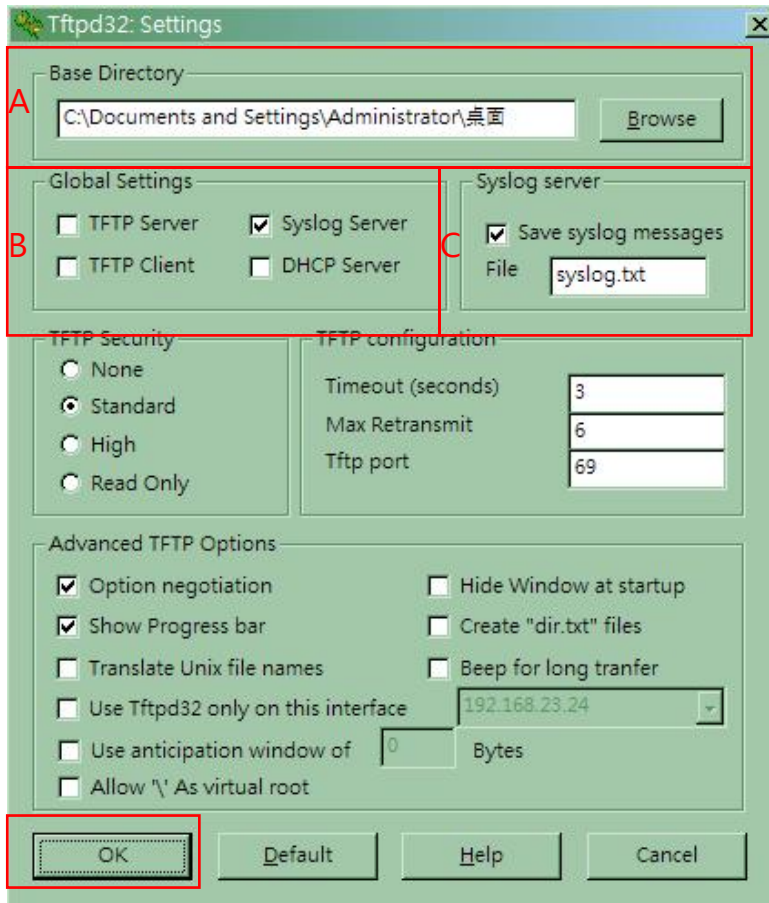 Tftpd32: Settings
Base Directory
A
C:\Documents and Settings\Administrator\桌面
Browse
Global Settings
B
TFTP Server
Syslog Server
TFTP Client
DHCP Server
Syslog server
C
Save syslog messages
File
syslog.txt
TFTP Security
None
Standard
High
Read Only
TFTP configuration
Timeout (seconds)
3
Max Retransmit
6
Tftp port
69
Advanced TFTP Options
Option negotiation
Hide Window at startup
Show Progress bar
Create "dir.txt" files
Translate Unix file names
Beep for long tranfer
Use Tftpd32 only on this interface
192.168.23.24
Use anticipation window of
0
Bytes
Allow '\' As virtual root
OK
Default
Help
Cancel